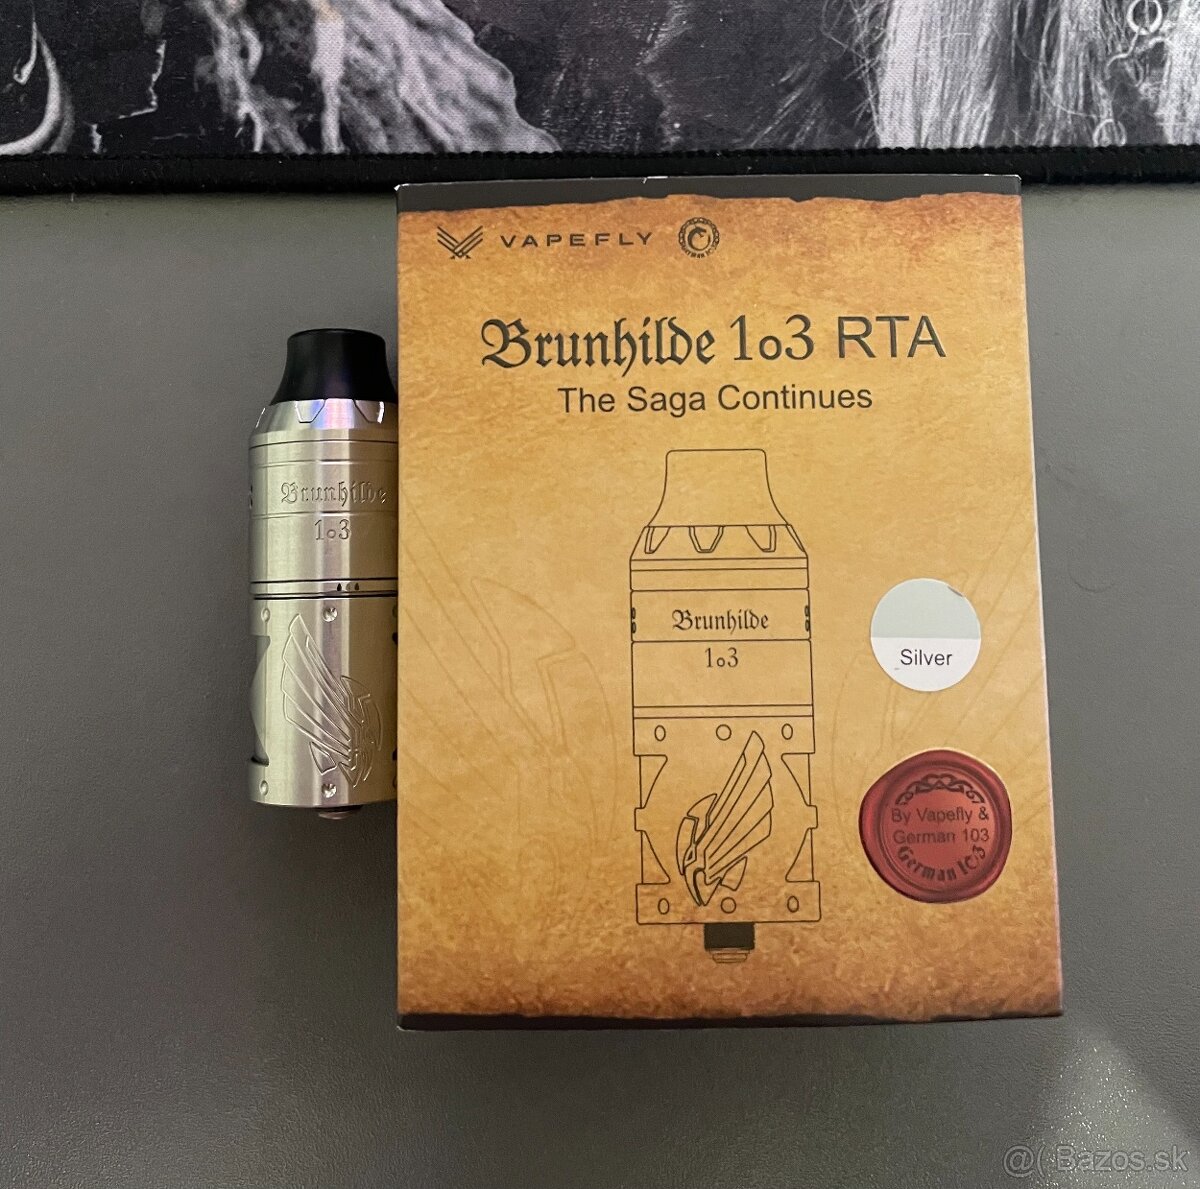 VAPEFLY
Brunhilde 1o3 RTA
The Saga Continues
Brunhilde
1o3
Brunhilde
1o3
Silver
By Vapefly &
German 103
German 103
@( Bazos.sk